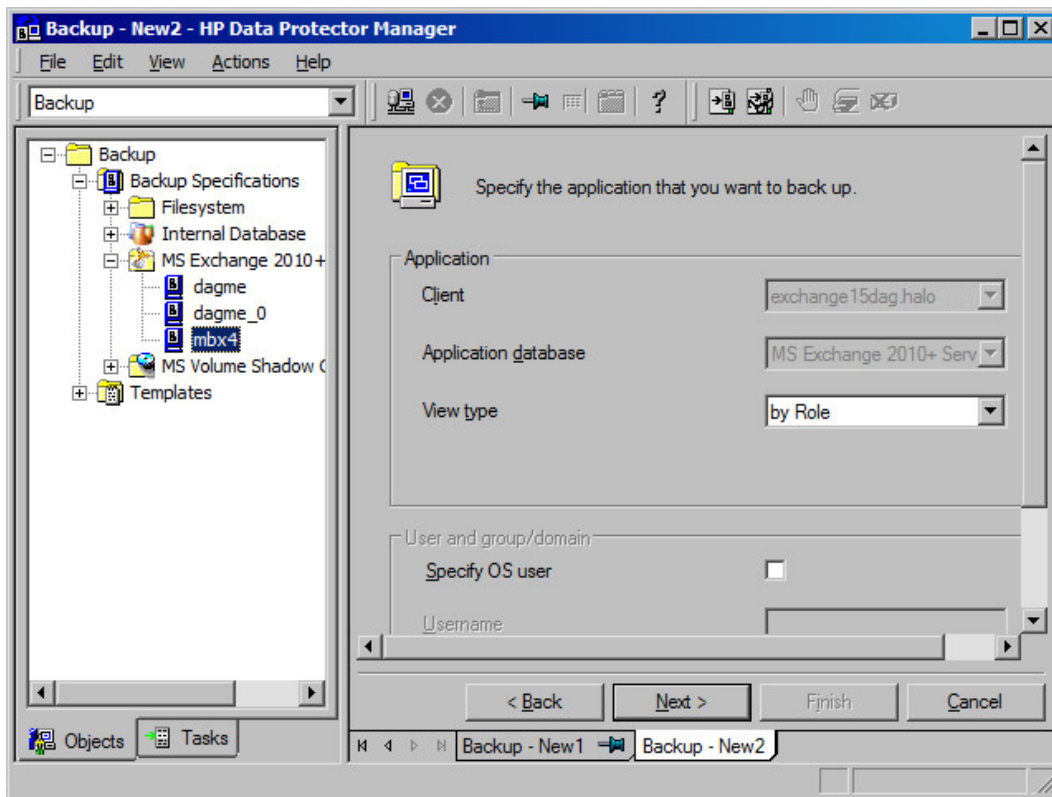 Backup - New2 - HP Data Protector Manager
File Edit View Actions Help
Backup
Backup
Backup Specifications
Filesystem
Internal Database
MS Exchange 2010+
dagme
dagme_0
mbx4
MS Volume Shadow C
Templates
Objects Tasks
Specify the application that you want to back up.
Application
Client exchange15dag.halo
Application database MS Exchange 2010+ Serv
View type by Role
User and group/domain
Specify OS user
Username
< Back Next > Finish Cancel
Backup - New1 Backup - New2